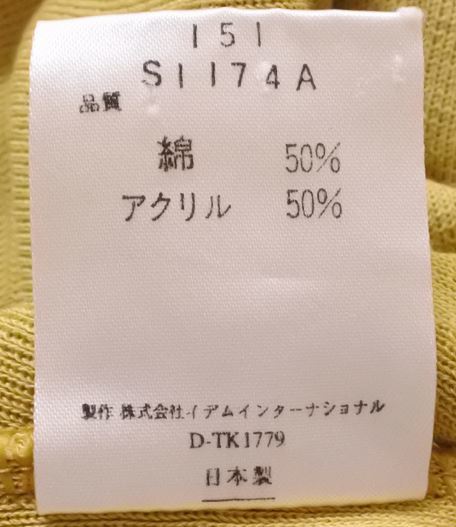 151
S1174A
品質
綿 50%
アクリル 50%
製作 株式会社イデムインターナショナル
D-TK1779
日本製